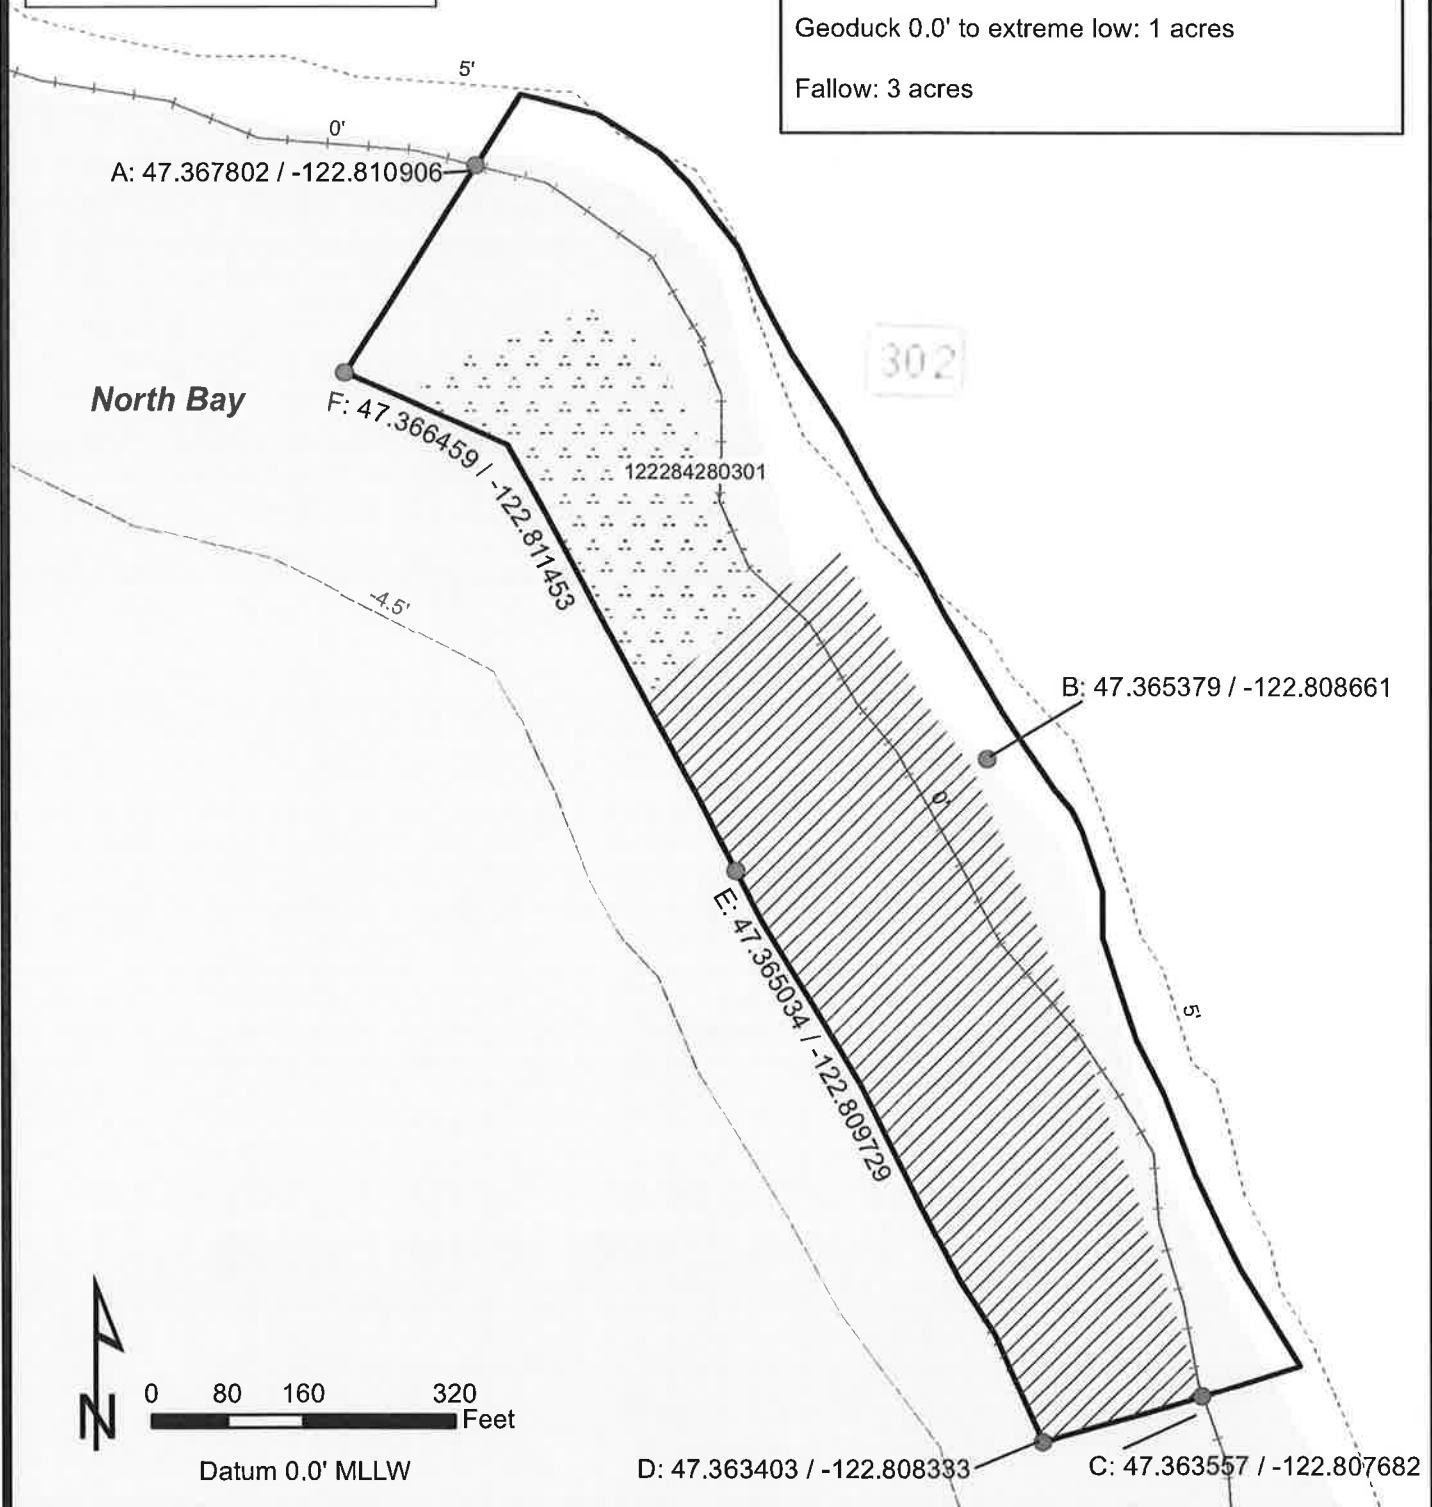 Geoduck 0.0' to extreme low: 1 acres
Fallow: 3 acres
5'
0'
A: 47.367802 / -122.810906
302
North Bay
F: 47.366459 / -122.811453
122284280301
-4.5'
B: 47.365379 / -122.808661
0'
E: 47.365034 / -122.809729
5'
N
0 80 160 320
Feet
Datum 0.0' MLLW
D: 47.363403 / -122.808333
C: 47.363557 / -122.807682